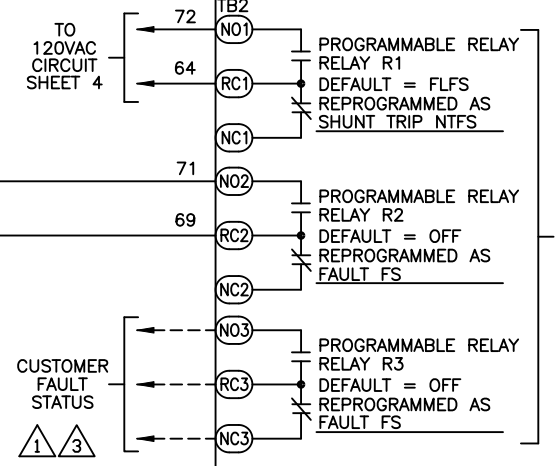 TB2
TO
120VAC
CIRCUIT
SHEET 4
72
NO1
64
RC1
NC1
PROGRAMMABLE RELAY
RELAY R1
DEFAULT = FLFS
REPROGRAMMED AS
SHUNT TRIP NTFS
71
NO2
69
RC2
NC2
PROGRAMMABLE RELAY
RELAY R2
DEFAULT = OFF
REPROGRAMMED AS
FAULT FS
CUSTOMER
FAULT
STATUS
1 3
NO3
RC3
NC3
PROGRAMMABLE RELAY
RELAY R3
DEFAULT = OFF
REPROGRAMMED AS
FAULT FS